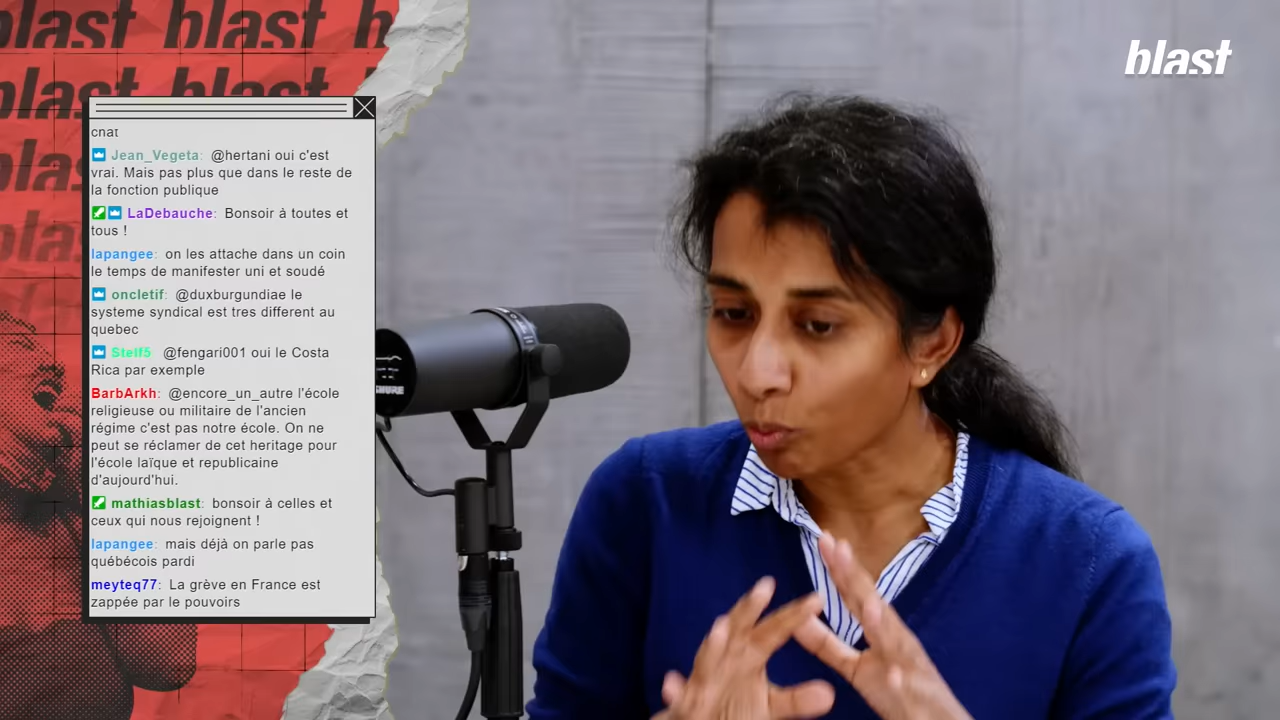 blast blast b
blast blast b
blast
blast
blast
cnat
Jean_Vegeta: @hertani oui c'est
vrai. Mais pas plus que dans le reste de
la fonction publique
LaDebauche: Bonsoir à toutes et
tous !
lapangee: on les attache dans un coin
le temps de manifester uni et soudé
oncletif: @duxburgundiae le
systeme syndical est tres different au
quebec
Stelf5 @fengari001 oui le Costa
Rica par exemple
BarbArkh: @encore_un_autre l'école
religieuse ou militaire de l'ancien
régime c'est pas notre école. On ne
peut se réclamer de cet heritage pour
l'école laïque et republicaine
d'aujourd'hui.
mathiasblast: bonsoir à celles et
ceux qui nous rejoignent !
lapangee: mais déjà on parle pas
québécois pardi
meyteq77: La grève en France est
zappée par le pouvoirs
SHURE